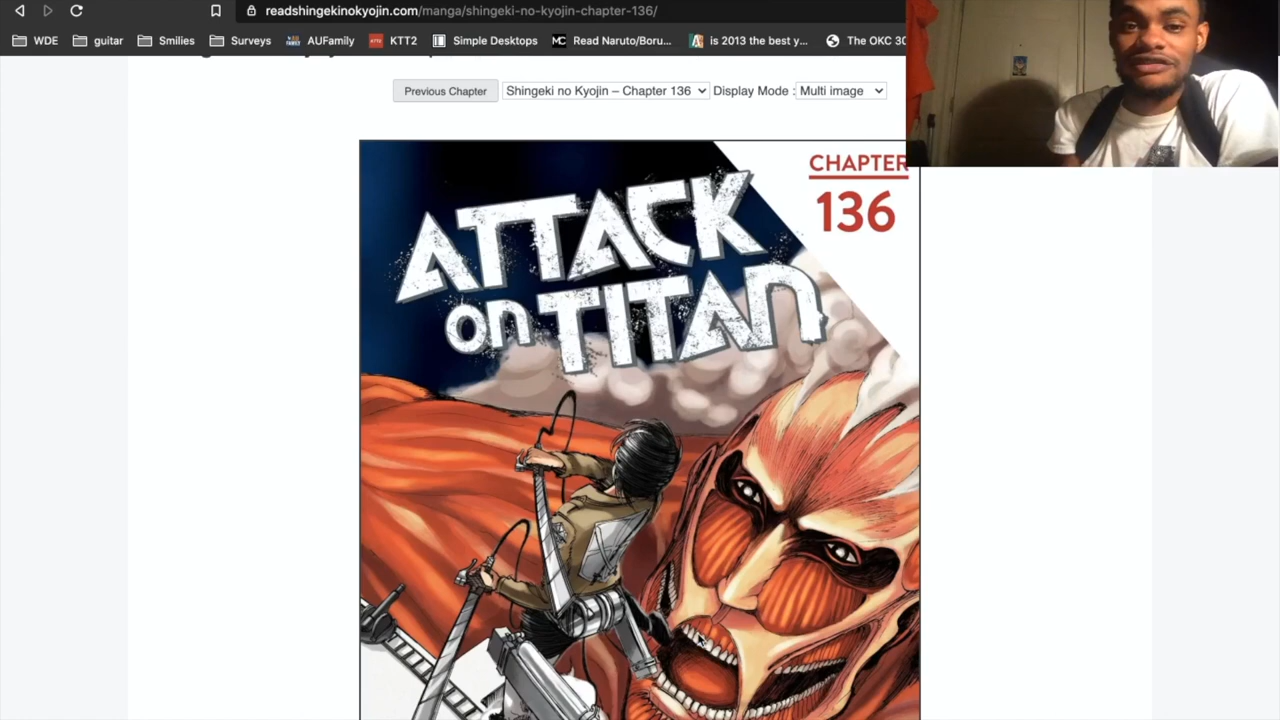 readshingekinokyojin.com/manga/shingeki-no-kyojin-chapter-136/
WDE guitar Smilies Surveys AUFamily KTT2 Simple Desktops Read Naruto/Boru... is 2013 the best y... The OKC 30
Previous Chapter Shingeki no Kyojin – Chapter 136 Display Mode : Multi image
CHAPTER
136
ATTACK
on TITAN